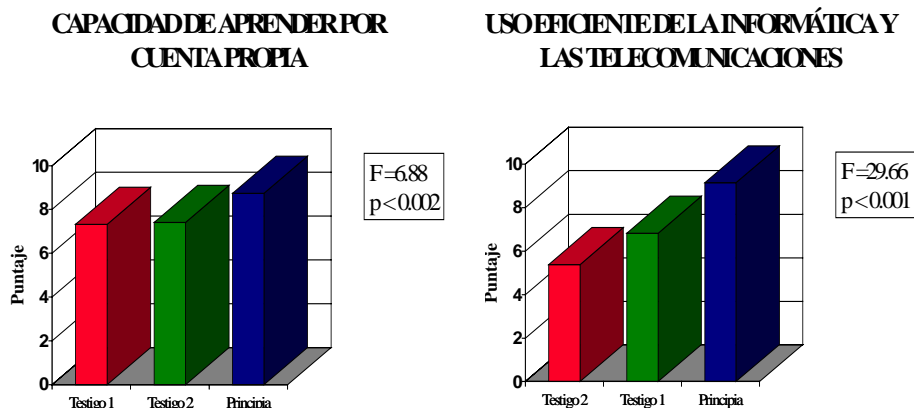 CAPACIDAD DE APRENDER POR
CUENTA PROPIA
10
8
6
4
2
0
Puntaje
Testigo 1
Testigo 2
Principia
F=6.88
p<0.002
USO EFICIENTE DE LA INFORMÁTICA Y
LAS TELECOMUNICACIONES
10
8
6
4
2
0
Puntaje
Testigo 2
Testigo 1
Principia
F=29.66
p<0.001